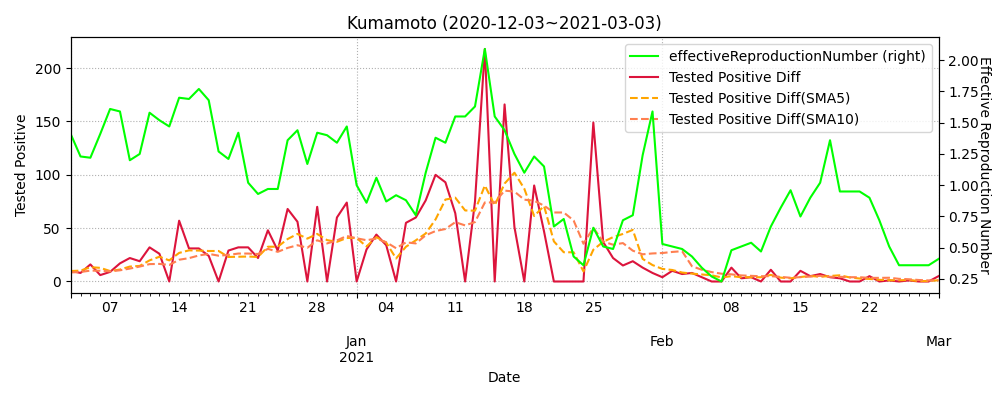 Kumamoto (2020-12-03~2021-03-03)
effectiveReproductionNumber (right)
Tested Positive Diff
Tested Positive Diff(SMA5)
Tested Positive Diff(SMA10)
Tested Positive
200
150
100
50
0
Effective Reproduction Number
2.00
1.75
1.50
1.25
1.00
0.75
0.50
0.25
07 14 21 28 04 11 18 25 08 15 22
Jan Feb Mar
2021
Date